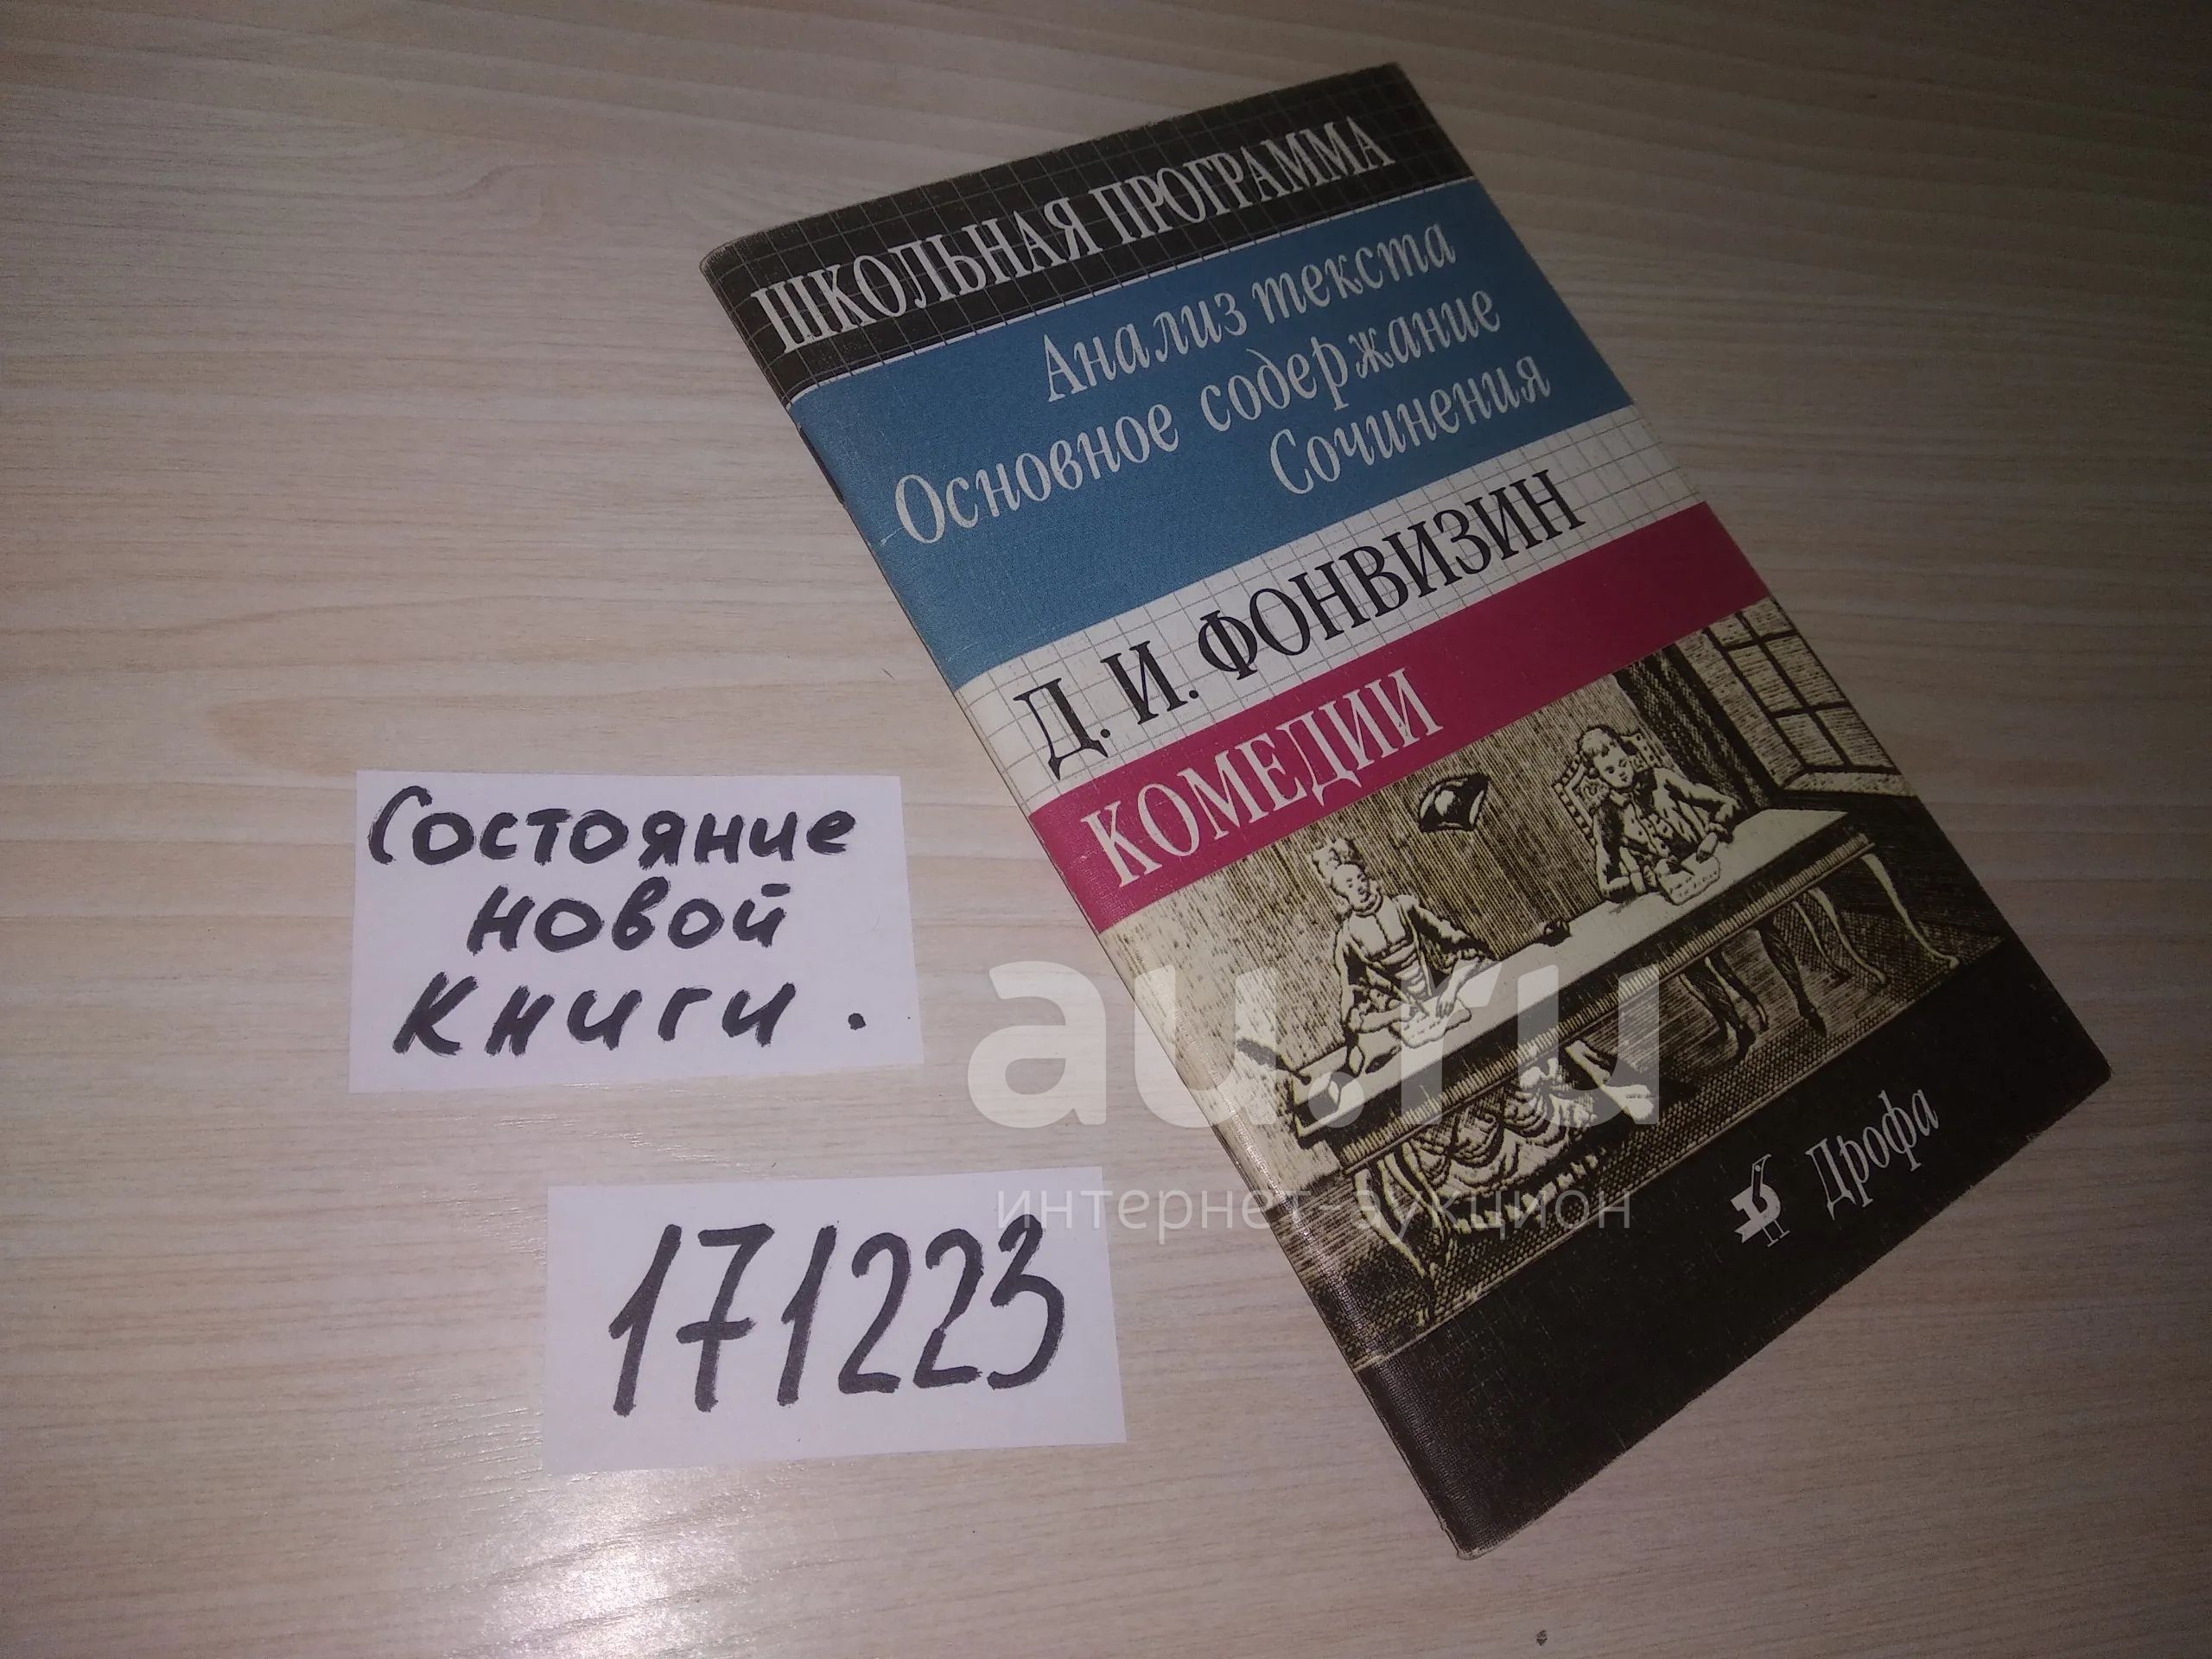 ШКОЛЬНАЯ ПРОГРАММА
Анализ текста
Основное содержание
Сочинения
Д. И. ФОНВИЗИН
КОМЕДИИ
Дрофа
Состояние
новой
Книги.
171223
au.ru
интернет-аукцион